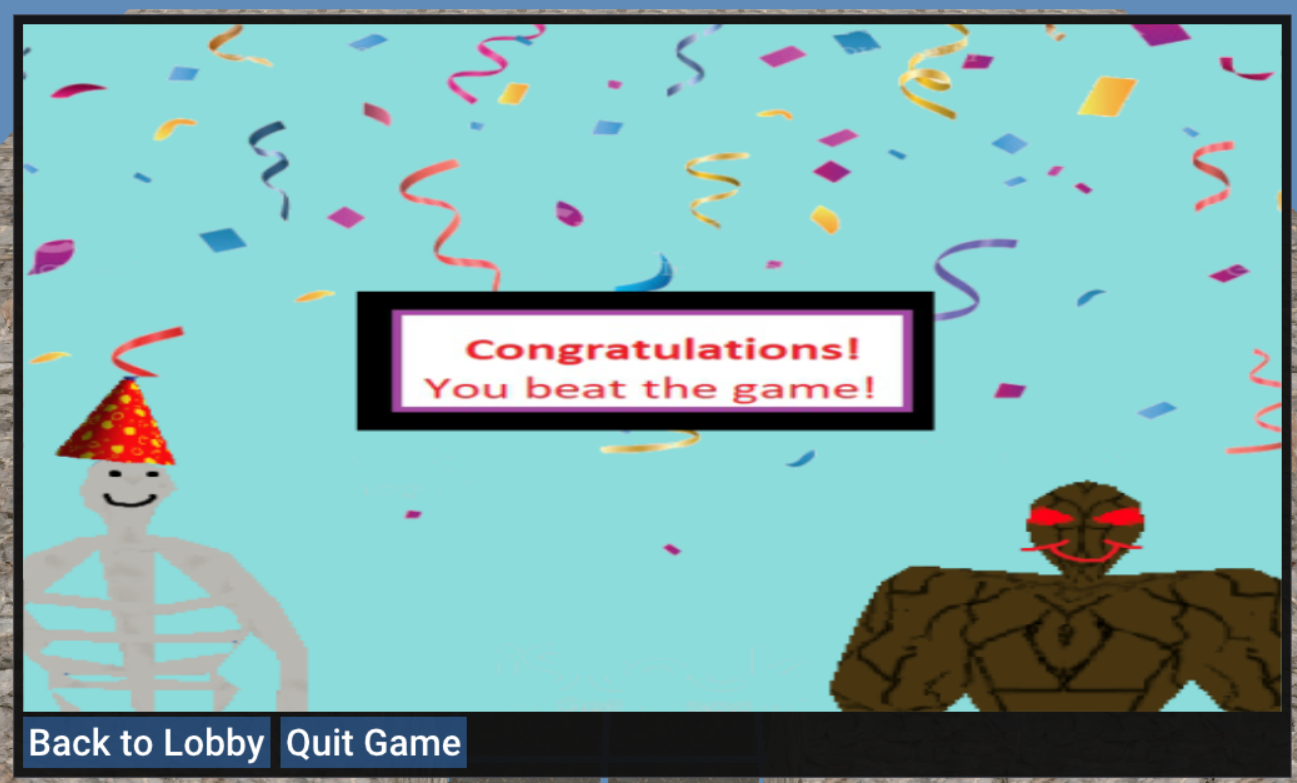 Congratulations!
You beat the game!
Back to Lobby Quit Game